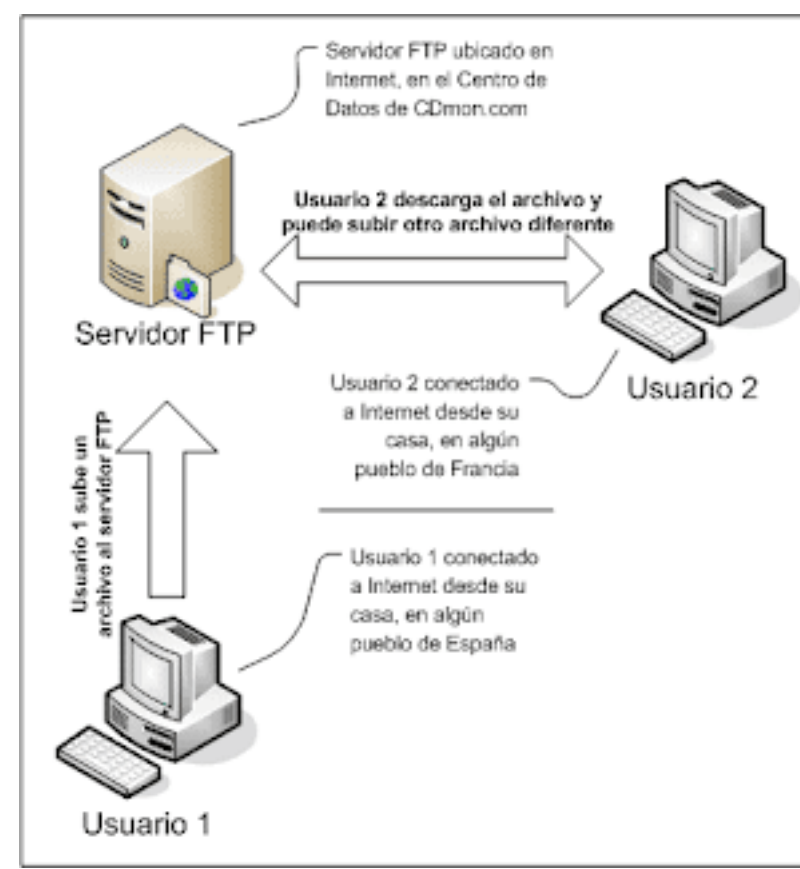 Servidor FTP ubicado en
Internet, en el Centro de
Datos de CDmon.com
Usuario 2 descarga el archivo y
puede subir otro archivo diferente
Servidor FTP
Usuario 2
Usuario 2 conectado
a Internet desde su
casa, en algún
pueblo de Francia
Usuario 1 sube un
archivo al servidor FTP
Usuario 1 conectado
a Internet desde su
casa, en algún
pueblo de España
Usuario 1